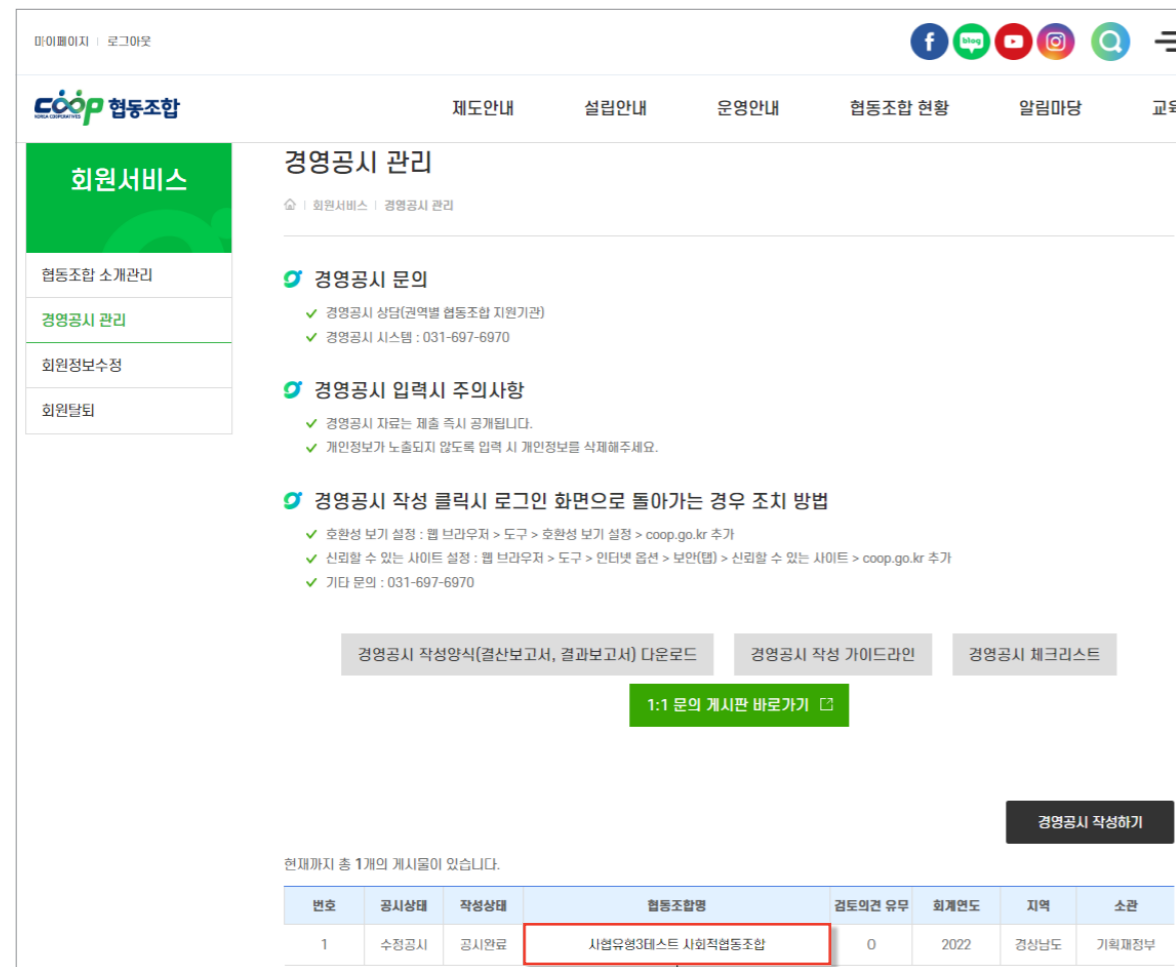 마이페이지 | 로그아웃
f blog
COOP 협동조합
KOREA COOPERATIVES
제도안내 설립안내 운영안내 협동조합 현황 알림마당
회원서비스
협동조합 소개관리
경영공시 관리
회원정보수정
회원탈퇴
경영공시 관리
회원서비스 | 경영공시 관리
경영공시 문의
경영공시 상담(권역별 협동조합 지원기관)
경영공시 시스템 : 031-697-6970
경영공시 입력시 주의사항
경영공시 자료는 제출 즉시 공개됩니다.
개인정보가 노출되지 않도록 입력 시 개인정보를 삭제해주세요.
경영공시 작성 클릭시 로그인 화면으로 돌아가는 경우 조치 방법
호환성 보기 설정 : 웹 브라우저 > 도구 > 호환성 보기 설정 > coop.go.kr 추가
신뢰할 수 있는 사이트 설정 : 웹 브라우저 > 도구 > 인터넷 옵션 > 보안(탭) > 신뢰할 수 있는 사이트 > coop.go.kr 추가
기타 문의 : 031-697-6970
경영공시 작성양식(결산보고서, 결과보고서) 다운로드 경영공시 작성 가이드라인 경영공시 체크리스트
1:1 문의 게시판 바로가기
경영공시 작성하기
현재까지 총 1개의 게시물이 있습니다.
번호 공시상태 작성상태 협동조합명 검토의견 유무 회계연도 지역 소관
1 수정공시 공시완료 사협유형3테스트 사회적협동조합 O 2022 경상남도 기획재정부